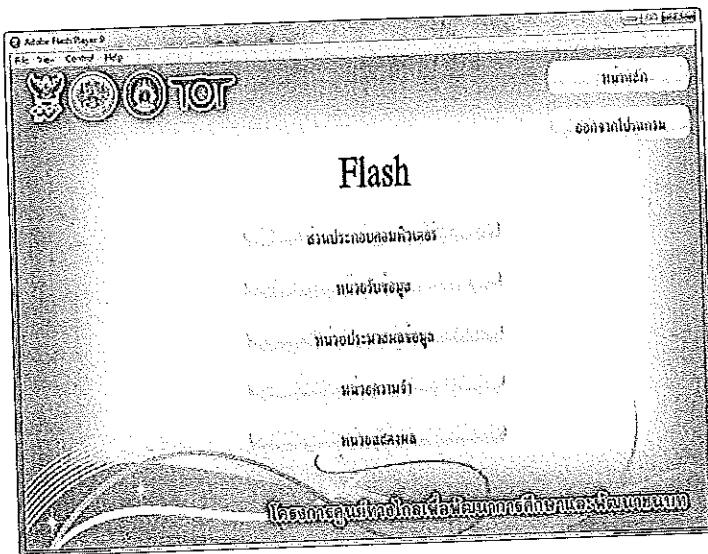 Adobe Flash Player 9
File View Control Help
TOT
หน้าหลัก
ออกจากโปรแกรม
Flash
ส่วนประกอบคอมพิวเตอร์
หน่วยรับข้อมูล
หน่วยประมวลผลข้อมูล
หน่วยความจำ
หน่วยแสดงผล
โครงการศูนย์ทางไกลเพื่อพัฒนาการศึกษาและพัฒนาชนบท